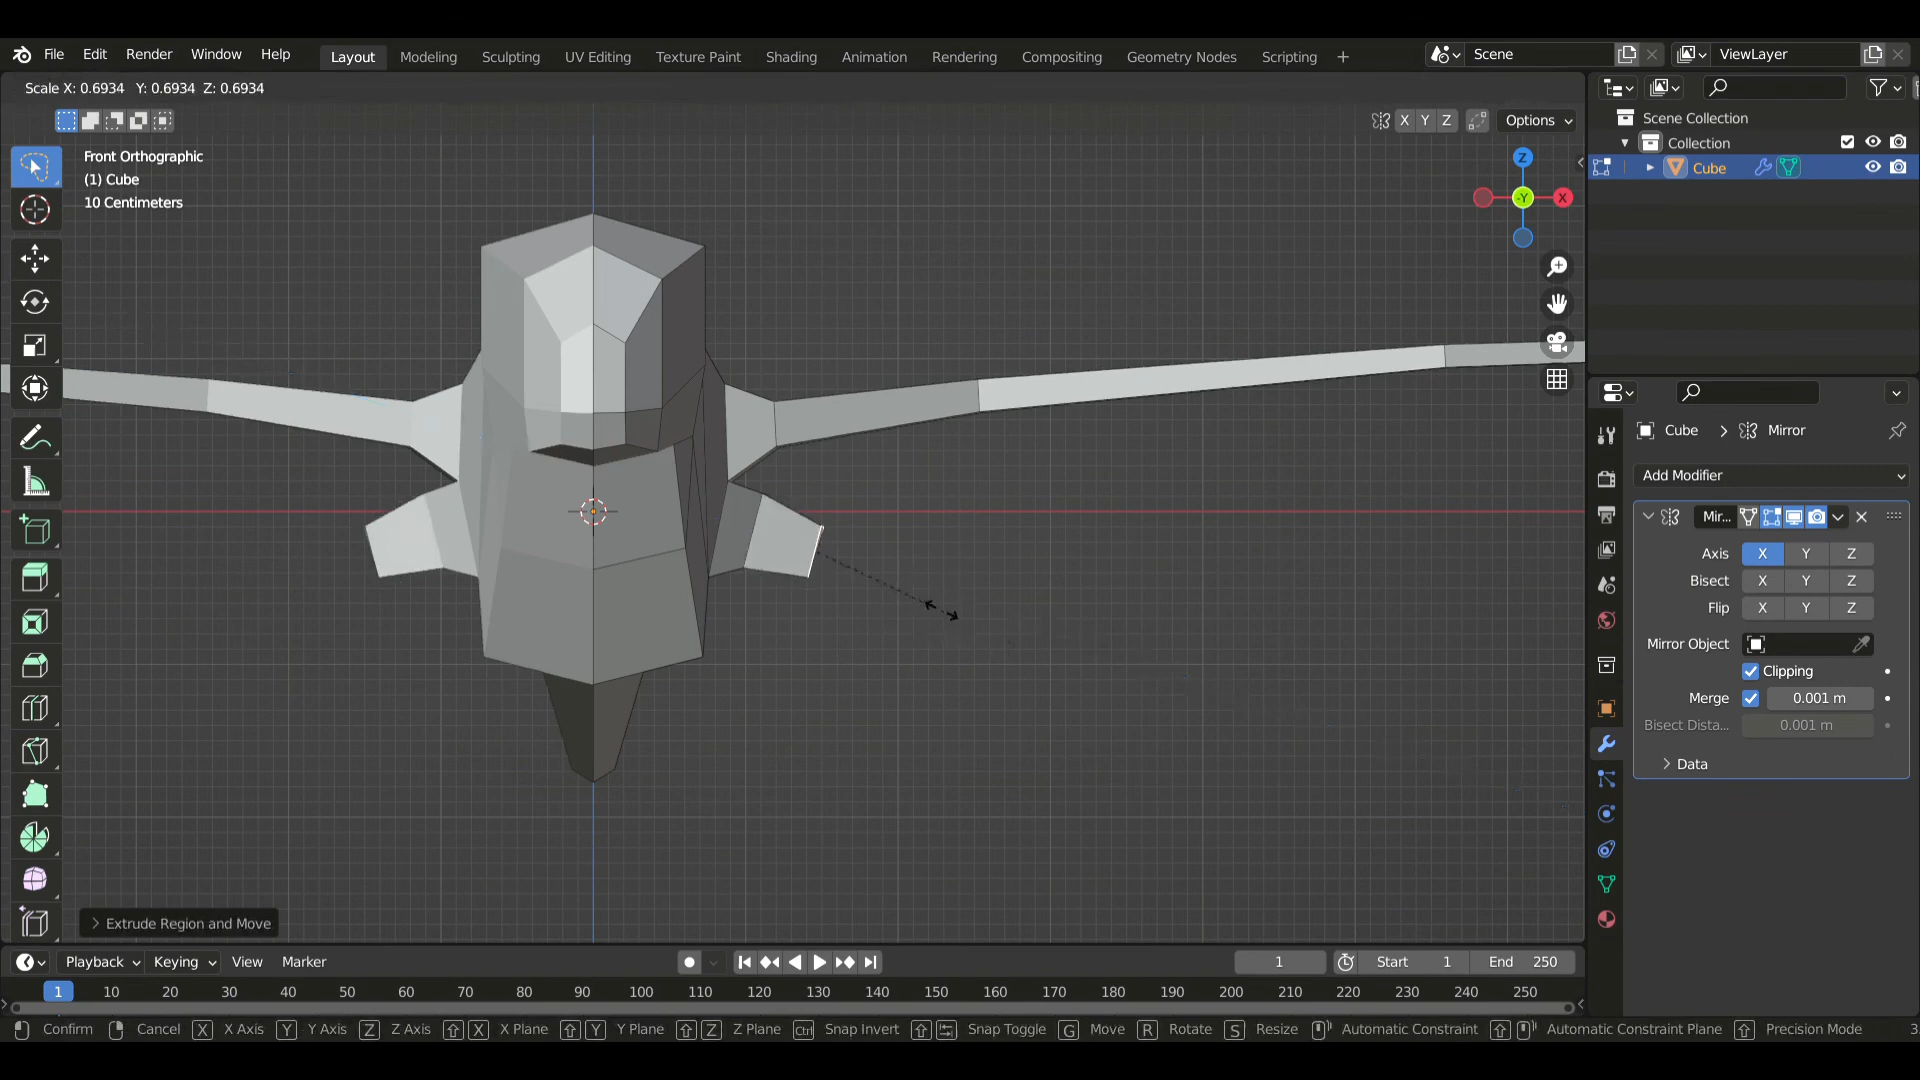 File Edit Render Window Help Layout Modeling Sculpting UV Editing Texture Paint Shading Animation Rendering Compositing Geometry Nodes Scripting + Scene ViewLayer
Scale X: 0.6934 Y: 0.6934 Z: 0.6934
X Y Z Options
Front Orthographic
(1) Cube
10 Centimeters
Z
-Y X
Scene Collection
Collection
Cube
Cube > Mirror
Add Modifier
Mir...
Axis X Y Z
Bisect X Y Z
Flip X Y Z
Mirror Object
Clipping
Merge 0.001 m
Bisect Dista... 0.001 m
Data
Extrude Region and Move
Playback Keying View Marker 1 Start 1 End 250
1 10 20 30 40 50 60 70 80 90 100 110 120 130 140 150 160 170 180 190 200 210 220 230 240 250
Confirm Cancel X X Axis Y Y Axis Z Z Axis X X Plane Y Y Plane Z Z Plane Ctrl Snap Invert Snap Toggle G Move R Rotate S Resize Automatic Constraint Automatic Constraint Plane Precision Mode 3.